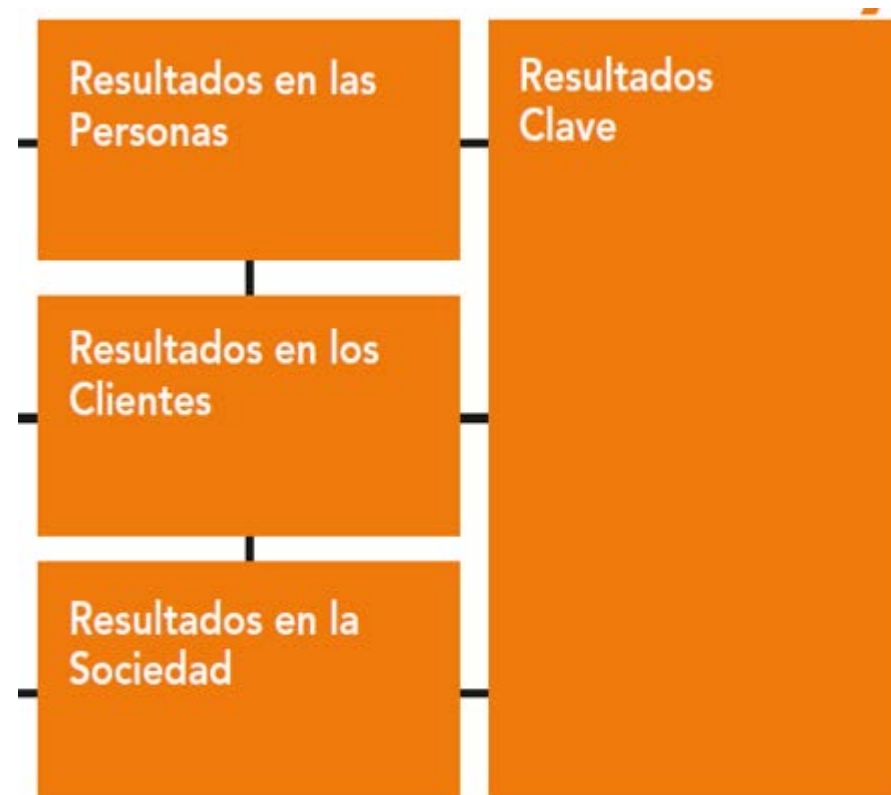 Resultados en las
Personas
Resultados
Clave
Resultados en los
Clientes
Resultados en la
Sociedad